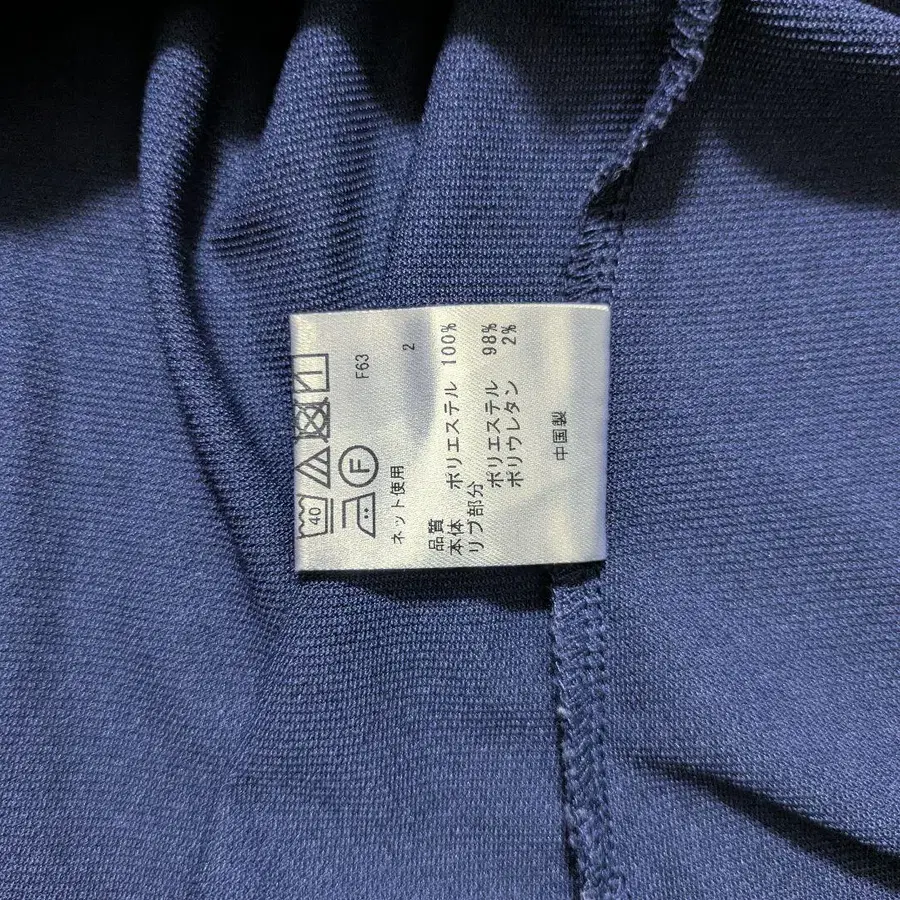 40
F
F63 2
ネット使用
品質
本体 ポリエステル 100%
リブ部分
ポリエステル 98%
ポリウレタン 2%
中国製